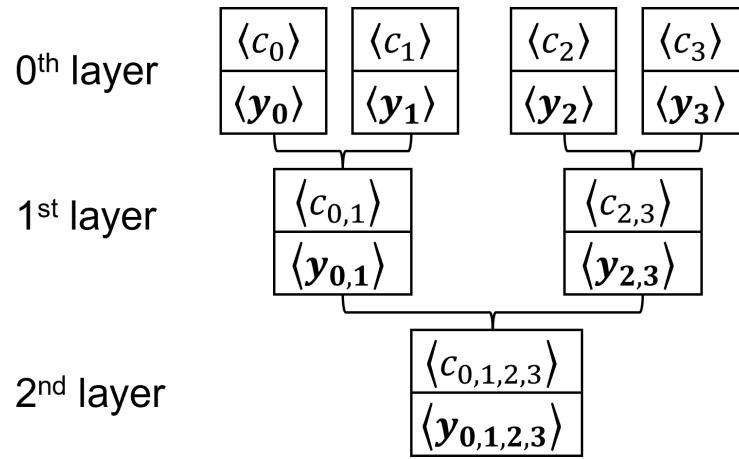 0th layer ⟨c0⟩ ⟨c1⟩ ⟨c2⟩ ⟨c3⟩
⟨y0⟩ ⟨y1⟩ ⟨y2⟩ ⟨y3⟩
1st layer ⟨c0,1⟩ ⟨c2,3⟩
⟨y0,1⟩ ⟨y2,3⟩
2nd layer ⟨c0,1,2,3⟩
⟨y0,1,2,3⟩